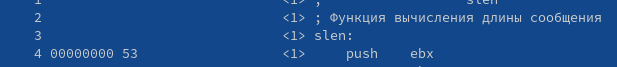 1 <1> ; slen
2 <1> ; Функция вычисления длины сообщения
3 <1> slen:
4 00000000 53 <1> push ebx